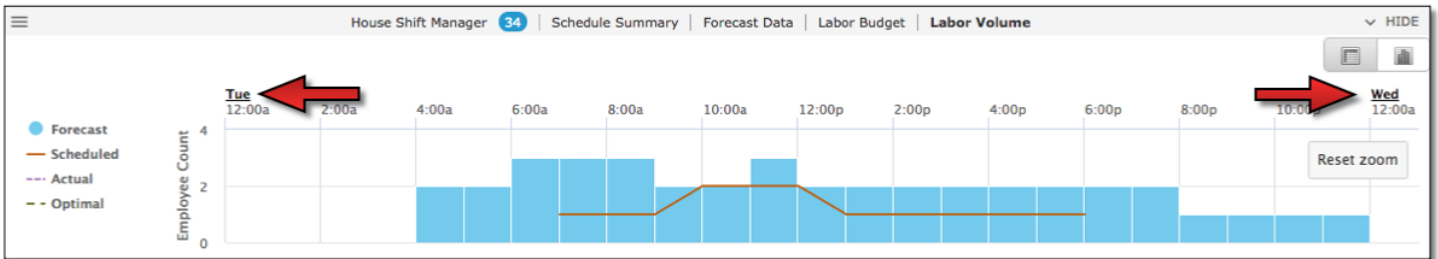 House Shift Manager 34 Schedule Summary Forecast Data Labor Budget Labor Volume HIDE
Tue Wed
12:00a 2:00a 4:00a 6:00a 8:00a 10:00a 12:00p 2:00p 4:00p 6:00p 8:00p 10:00p 12:00a
Forecast
Scheduled
Actual
Optimal
Employee Count
4
2
0
Reset zoom